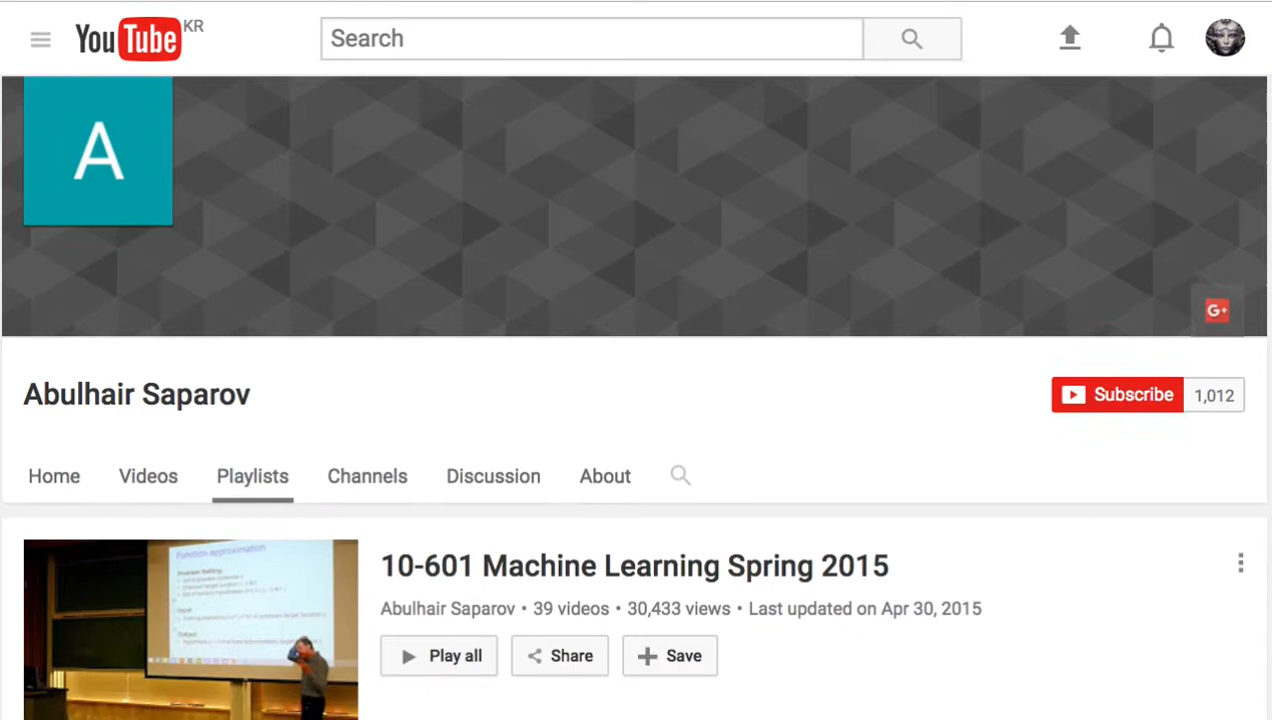 YouTube KR
Search
A
G+
Abulhair Saparov
Subscribe 1,012
Home Videos Playlists Channels Discussion About
Function approximation
10-601 Machine Learning Spring 2015
Abulhair Saparov • 39 videos • 30,433 views • Last updated on Apr 30, 2015
Play all Share Save